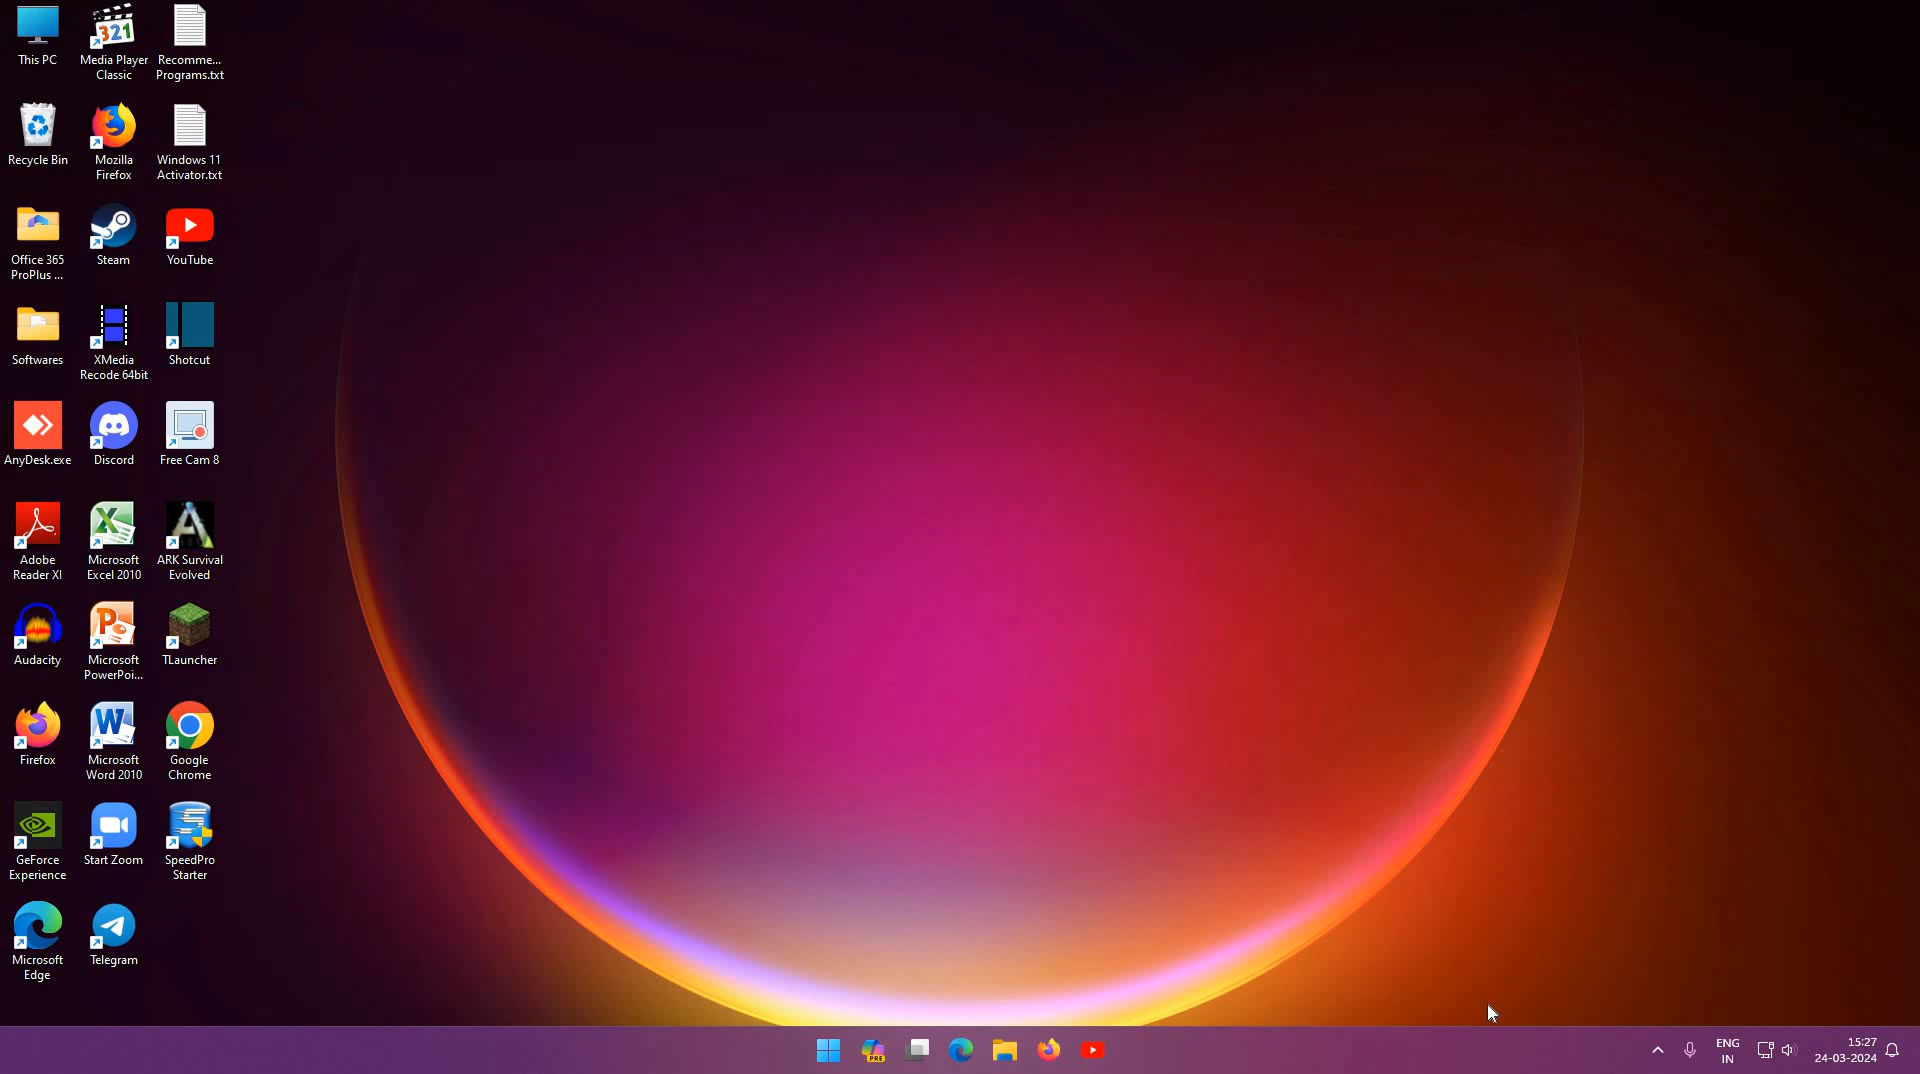 This PC
Media Player
Classic
Recomme...
Programs.txt
Recycle Bin
Mozilla
Firefox
Windows 11
Activator.txt
Office 365
ProPlus ...
Steam
YouTube
Softwares
XMedia
Recode 64bit
Shotcut
AnyDesk.exe
Discord
Free Cam 8
Adobe
Reader XI
Microsoft
Excel 2010
ARK Survival
Evolved
Audacity
Microsoft
PowerPoi...
TLauncher
Firefox
Microsoft
Word 2010
Google
Chrome
GeForce
Experience
Start Zoom
SpeedPro
Starter
Microsoft
Edge
Telegram
321
PRE
ENG
IN
15:27
24-03-2024